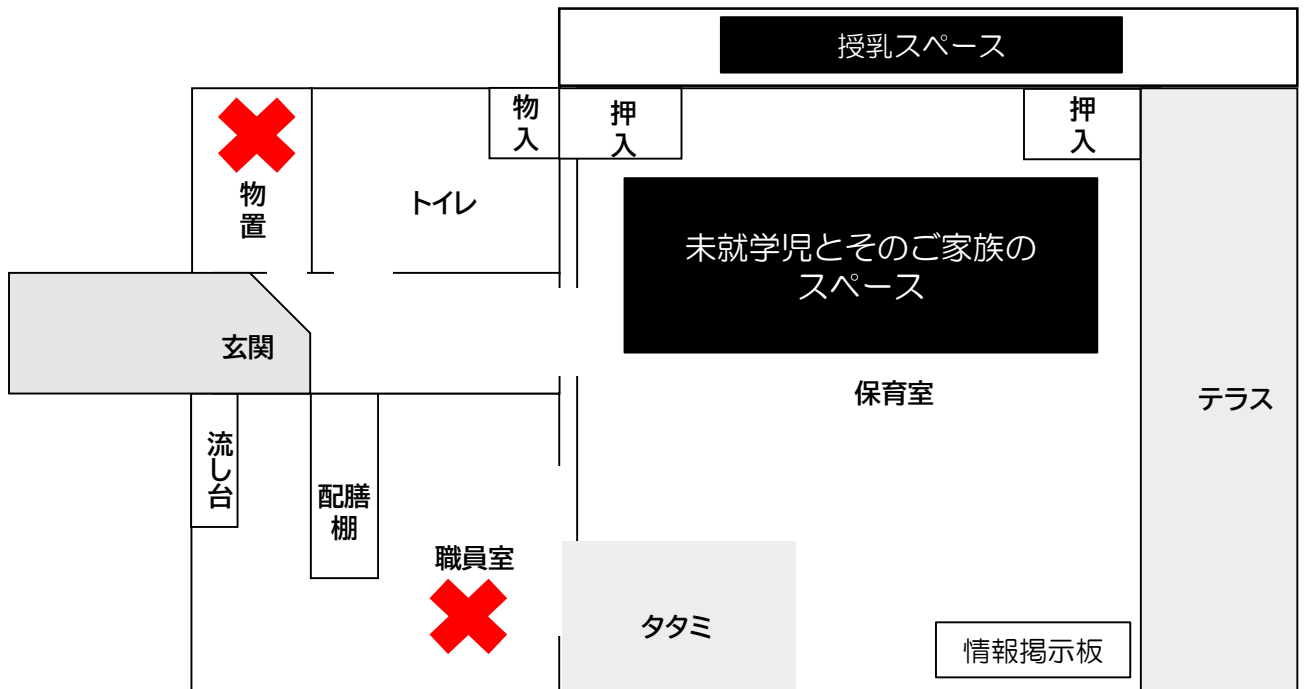 授乳スペース
物
入
押
入
押
入
物
置
トイレ
未就学児とそのご家族の
スペース
玄関
保育室
テラス
流
し
台
配膳
棚
職員室
タタミ
情報掲示板